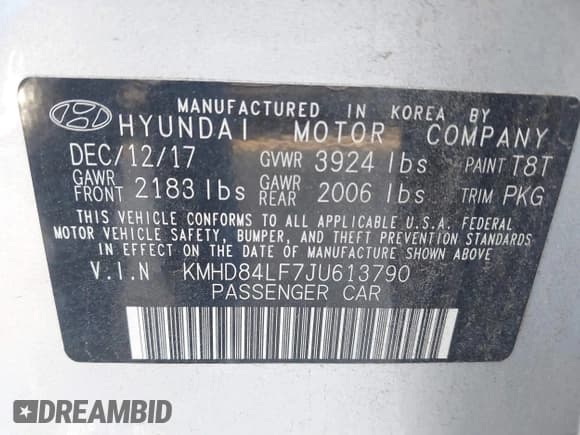 MANUFACTURED IN KOREA BY
HYUNDAI MOTOR COMPANY
DEC/12/17 GVWR 3924 lbs PAINT T8T
GAWR FRONT 2183 lbs GAWR REAR 2006 lbs TRIM PKG
THIS VEHICLE CONFORMS TO ALL APPLICABLE U.S.A. FEDERAL
MOTOR VEHICLE SAFETY, BUMPER, AND THEFT PREVENTION STANDARDS
IN EFFECT ON THE DATE OF MANUFACTURE SHOWN ABOVE.
V.I.N KMHD84LF7JU613790
PASSENGER CAR
DREAMBID